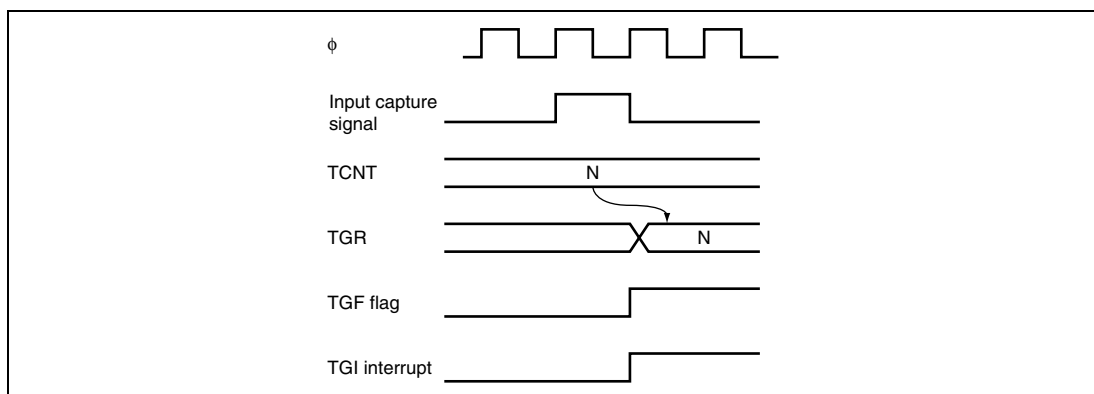 ϕ
Input capture
signal
TCNT
N
TGR
N
TGF flag
TGI interrupt